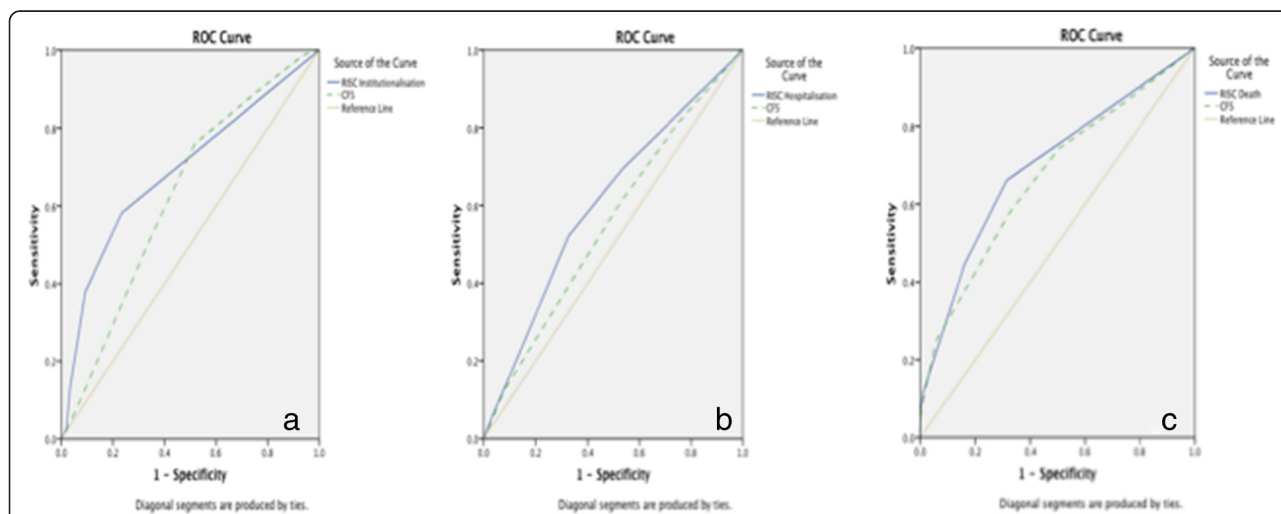 ROC Curve
Source of the Curve
RISC Institutionalisation
CFS
Reference Line
Sensitivity
1.0
0.8
0.6
0.4
0.2
0.0
0.0 0.2 0.4 0.6 0.8 1.0
a
1 - Specificity
Diagonal segments are produced by ties.
ROC Curve
Source of the
Curve
RISC Hospitalisation
CFS
Reference Line
Sensitivity
1.0
0.8
0.6
0.4
0.2
0.0
0.0 0.2 0.4 0.6 0.8 1.0
b
1 - Specificity
Diagonal segments are produced by ties.
ROC Curve
Source of the
Curve
RISC Death
CFS
Reference Line
Sensitivity
1.0
0.8
0.6
0.4
0.2
0.0
0.0 0.2 0.4 0.6 0.8 1.0
c
1 - Specificity
Diagonal segments are produced by ties.